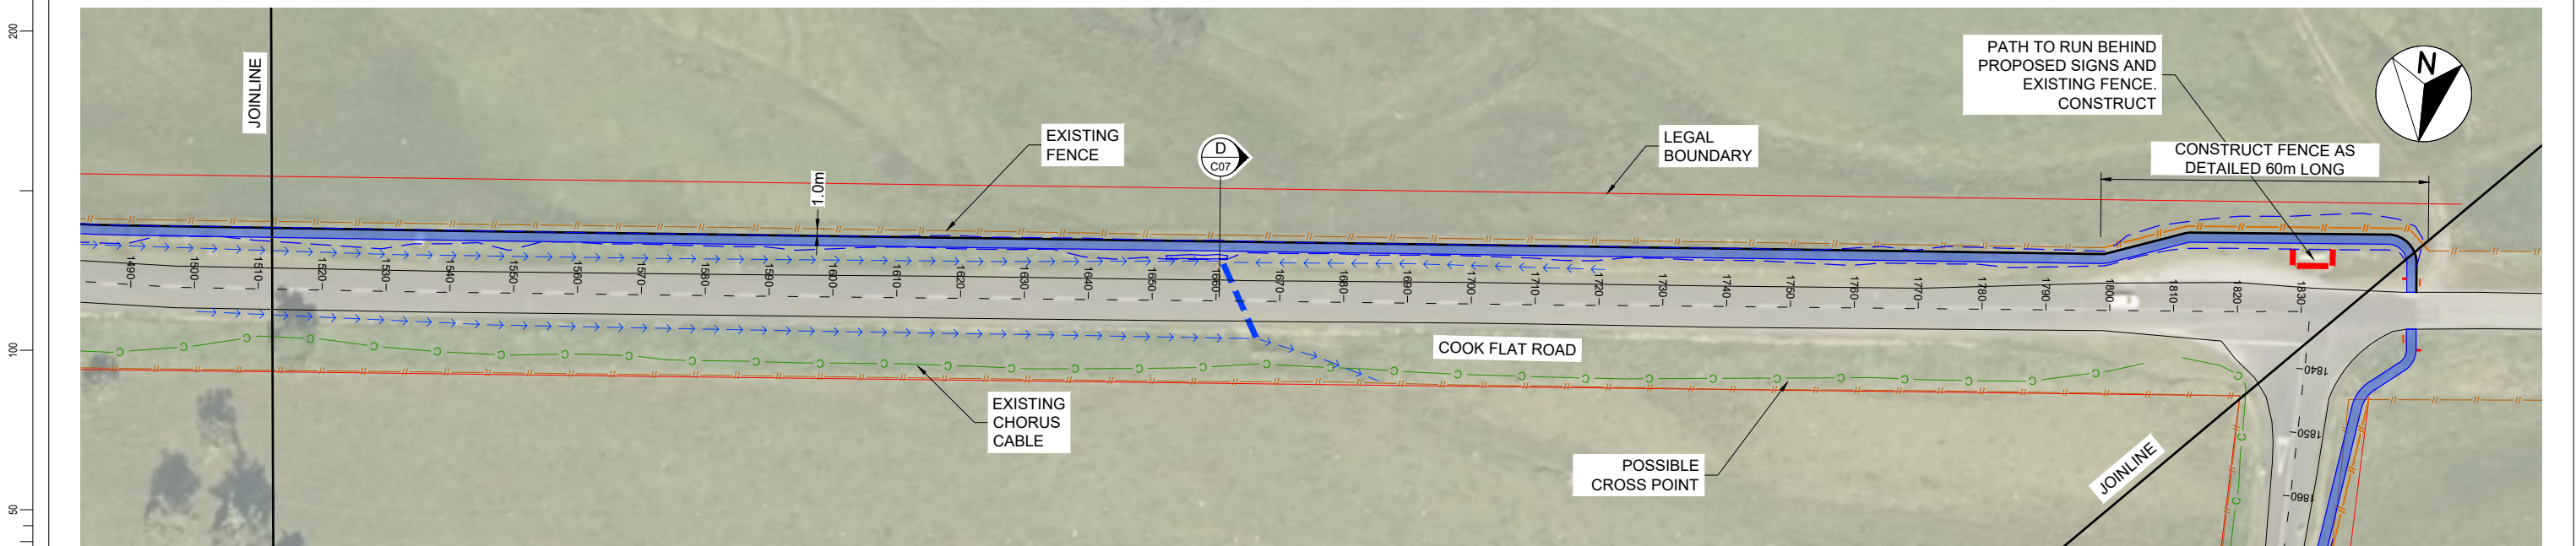 200
100
50
JOINLINE
EXISTING
FENCE
1.0m
D
C07
LEGAL
BOUNDARY
PATH TO RUN BEHIND
PROPOSED SIGNS AND
EXISTING FENCE.
CONSTRUCT
CONSTRUCT FENCE AS
DETAILED 60m LONG
N
1490
1500
1510
1520
1530
1540
1550
1560
1570
1580
1590
1600
1610
1620
1630
1640
1650
1660
1670
1680
1690
1700
1710
1720
1730
1740
1750
1760
1770
1780
1790
1800
1810
1820
1830
1840
1850
1860
COOK FLAT ROAD
EXISTING
CHORUS
CABLE
POSSIBLE
CROSS POINT
JOINLINE
C C C C C C C C C C C C C C C C C C C C C C C C C C C C C C C C C C C C